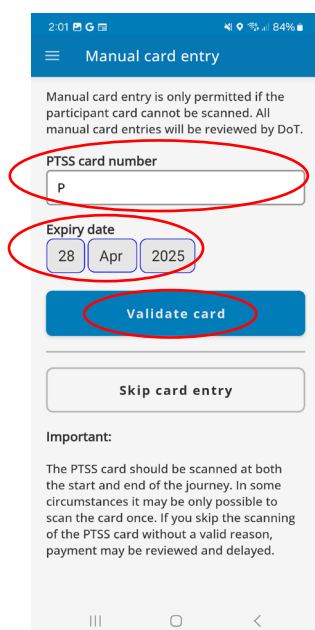 2:01 G 84%
Manual card entry
Manual card entry is only permitted if the
participant card cannot be scanned. All
manual card entries will be reviewed by DoT.
PTSS card number
P
Expiry date
28 Apr 2025
Validate card
Skip card entry
Important:
The PTSS card should be scanned at both
the start and end of the journey. In some
circumstances it may be only possible to
scan the card once. If you skip the scanning
of the PTSS card without a valid reason,
payment may be reviewed and delayed.